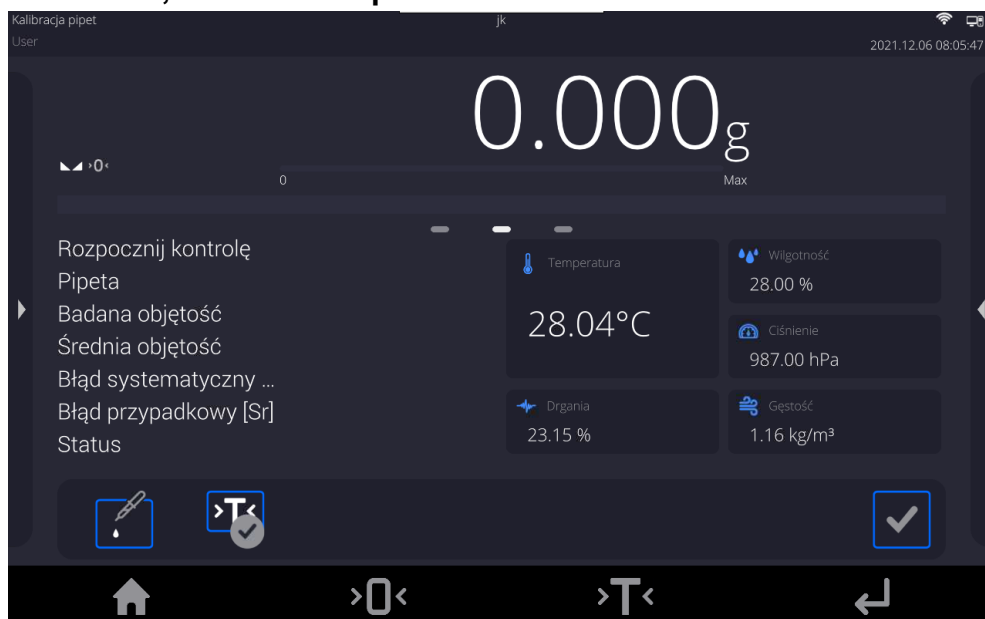 Kalibracja pipet
jk
User
2021.12.06 08:05:47
0.000g
>0<
0
Max
Rozpocznij kontrolę
Pipeta
Badana objętość
Średnia objętość
Błąd systematyczny ...
Błąd przypadkowy [Sr]
Status
Temperatura
28.04°C
Wilgotność
28.00 %
Ciśnienie
987.00 hPa
Drgania
23.15 %
Gęstość
1.16 kg/m³
>T<
>0<
>T<